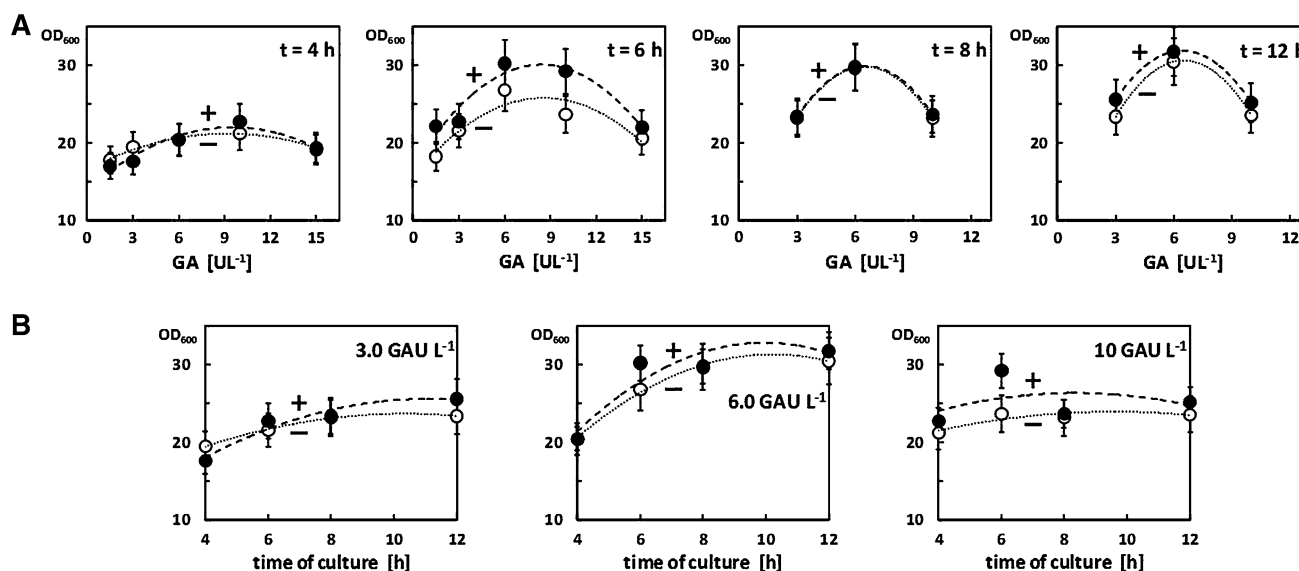 A
OD₆₀₀ t = 4 h
30
+
20
−
10
0 3 6 9 12 15
GA [UL⁻¹]
OD₆₀₀ t = 6 h
30
+
20
−
10
0 3 6 9 12 15
GA [UL⁻¹]
OD₆₀₀ t = 8 h
30
+
−
20
10
0 3 6 9 12
GA [UL⁻¹]
OD₆₀₀ t = 12 h
+
30
−
20
10
0 3 6 9 12
GA [UL⁻¹]
B
OD₆₀₀
3.0 GAU L⁻¹
30
+
−
20
10
4 6 8 10 12
time of culture [h]
OD₆₀₀
+
30
−
6.0 GAU L⁻¹
20
10
4 6 8 10 12
time of culture [h]
OD₆₀₀
10 GAU L⁻¹
30
+
−
20
10
4 6 8 10 12
time of culture [h]